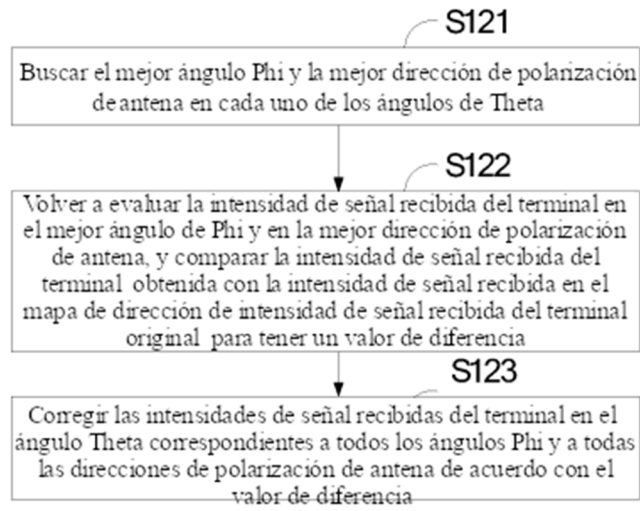 S121
Buscar el mejor ángulo Phi y la mejor dirección de polarización
de antena en cada uno de los ángulos de Theta
S122
Volver a evaluar la intensidad de señal recibida del terminal en
el mejor ángulo de Phi y en la mejor dirección de polarización
de antena, y comparar la intensidad de señal recibida del
terminal obtenida con la intensidad de señal recibida en el
mapa de dirección de intensidad de señal recibida del terminal
original para tener un valor de diferencia
S123
Corregir las intensidades de señal recibidas del terminal en el
ángulo Theta correspondientes a todos los ángulos Phi y a todas
las direcciones de polarización de antena de acuerdo con el
valor de diferencia